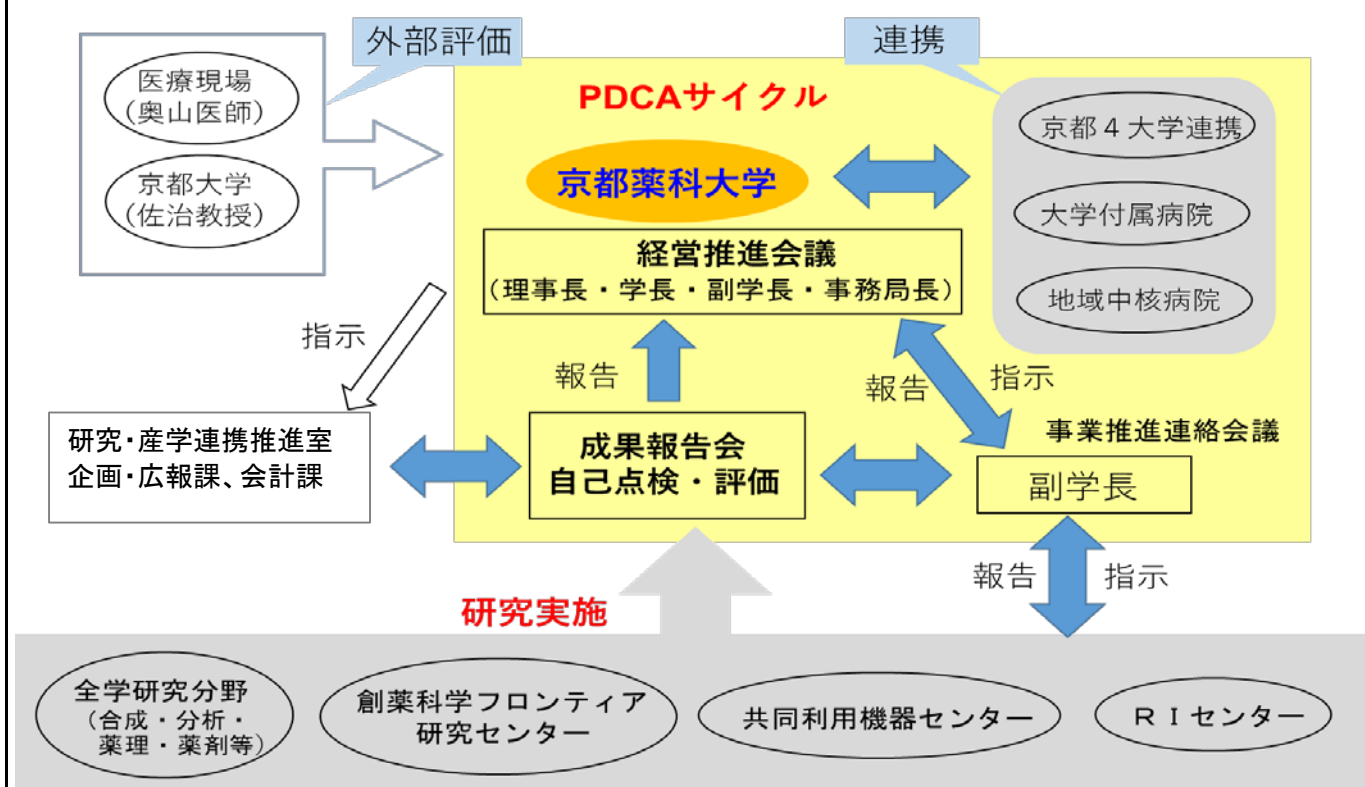 外部評価
連携
医療現場
(奥山医師)
京都大学
(佐治教授)
PDCAサイクル
京都薬科大学
京都４大学連携
大学付属病院
地域中核病院
経営推進会議
(理事長・学長・副学長・事務局長)
指示
報告
報告
指示
研究・産学連携推進室
企画・広報課、会計課
成果報告会
自己点検・評価
事業推進連絡会議
副学長
報告
指示
研究実施
全学研究分野
(合成・分析・
薬理・薬剤等)
創薬科学フロンティア
研究センター
共同利用機器センター
ＲＩセンター